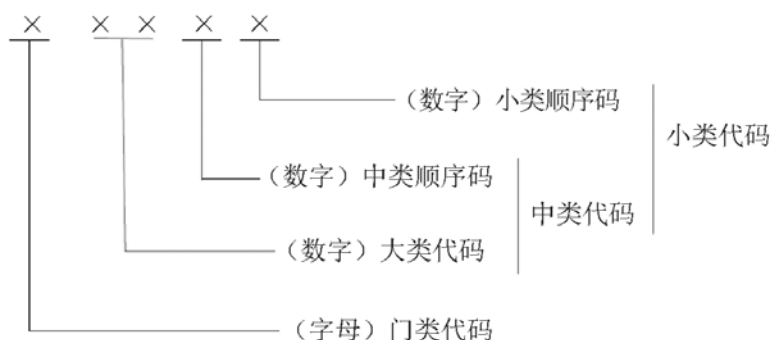 × × × × ×
（数字）小类顺序码
小类代码
（数字）中类顺序码
中类代码
（数字）大类代码
（字母）门类代码